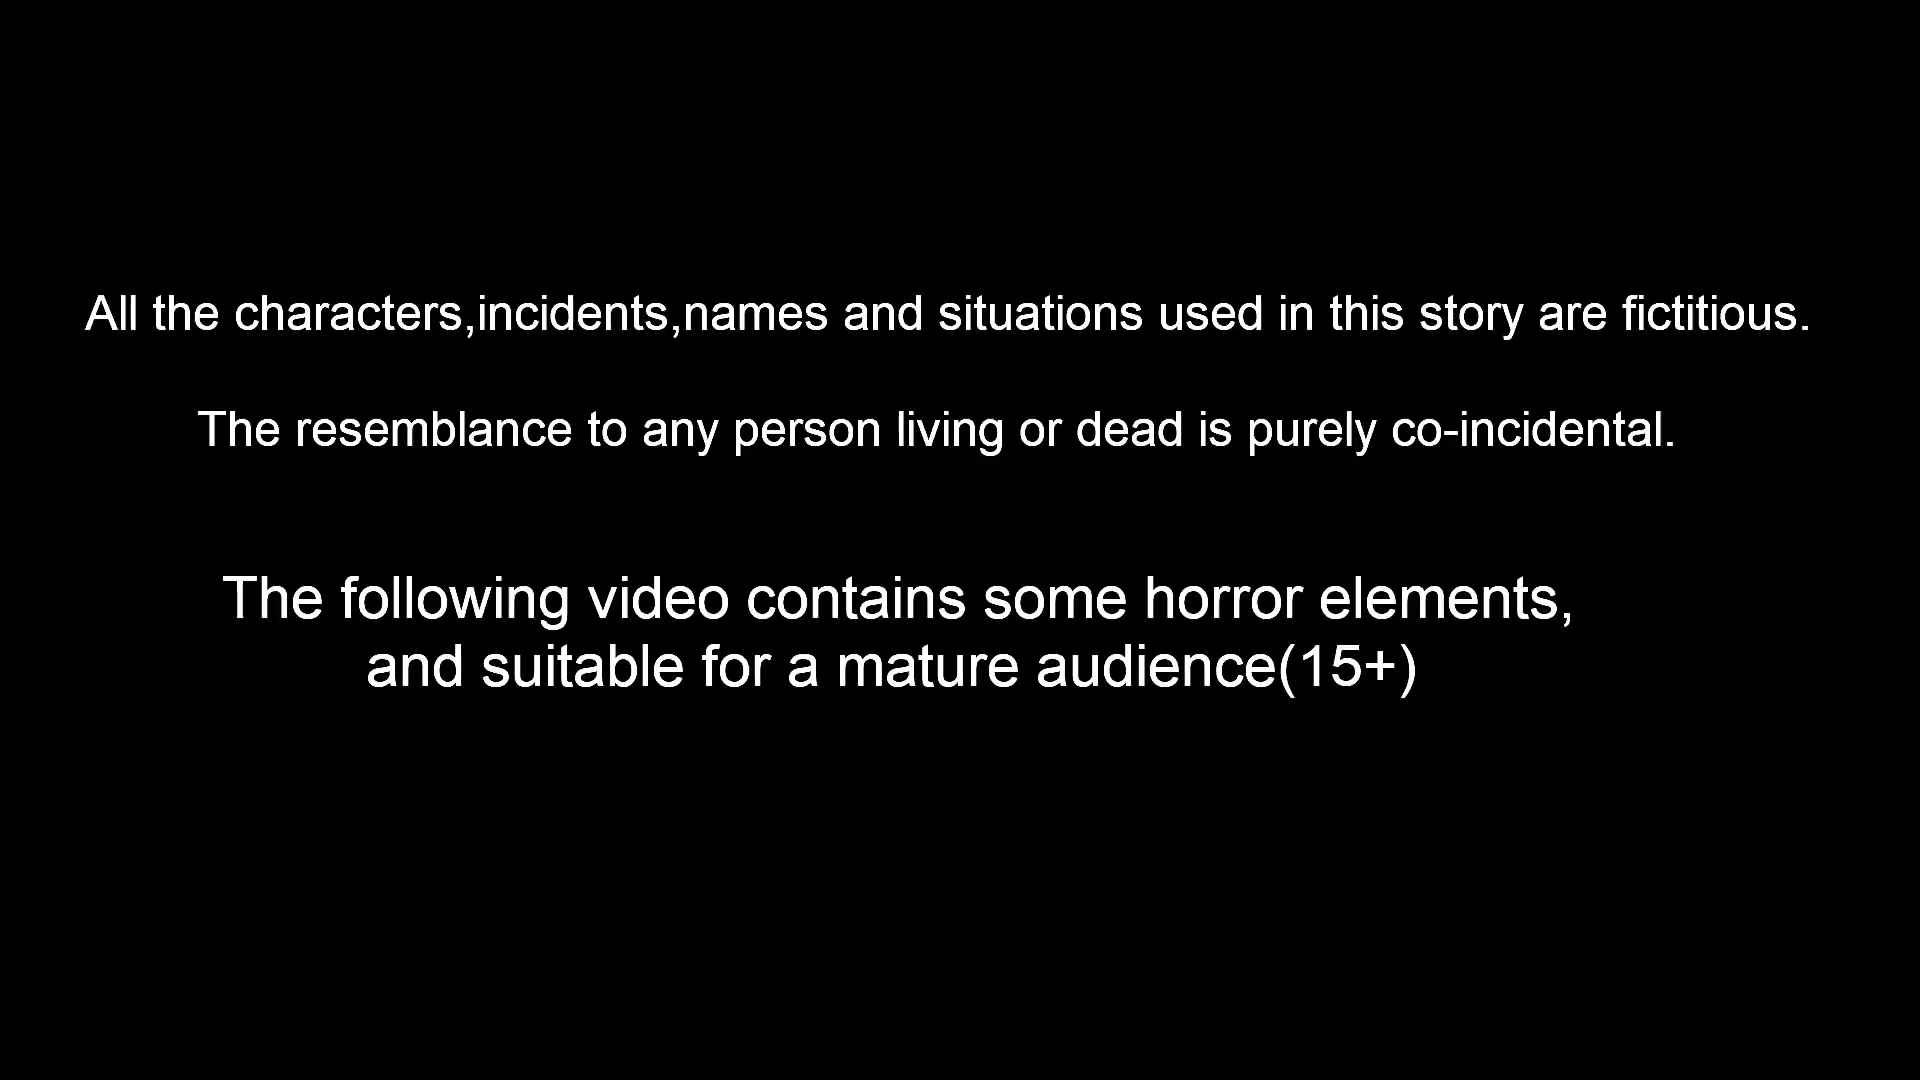 All the characters,incidents,names and situations used in this story are fictitious.
The resemblance to any person living or dead is purely co-incidental.
The following video contains some horror elements,
and suitable for a mature audience(15+)